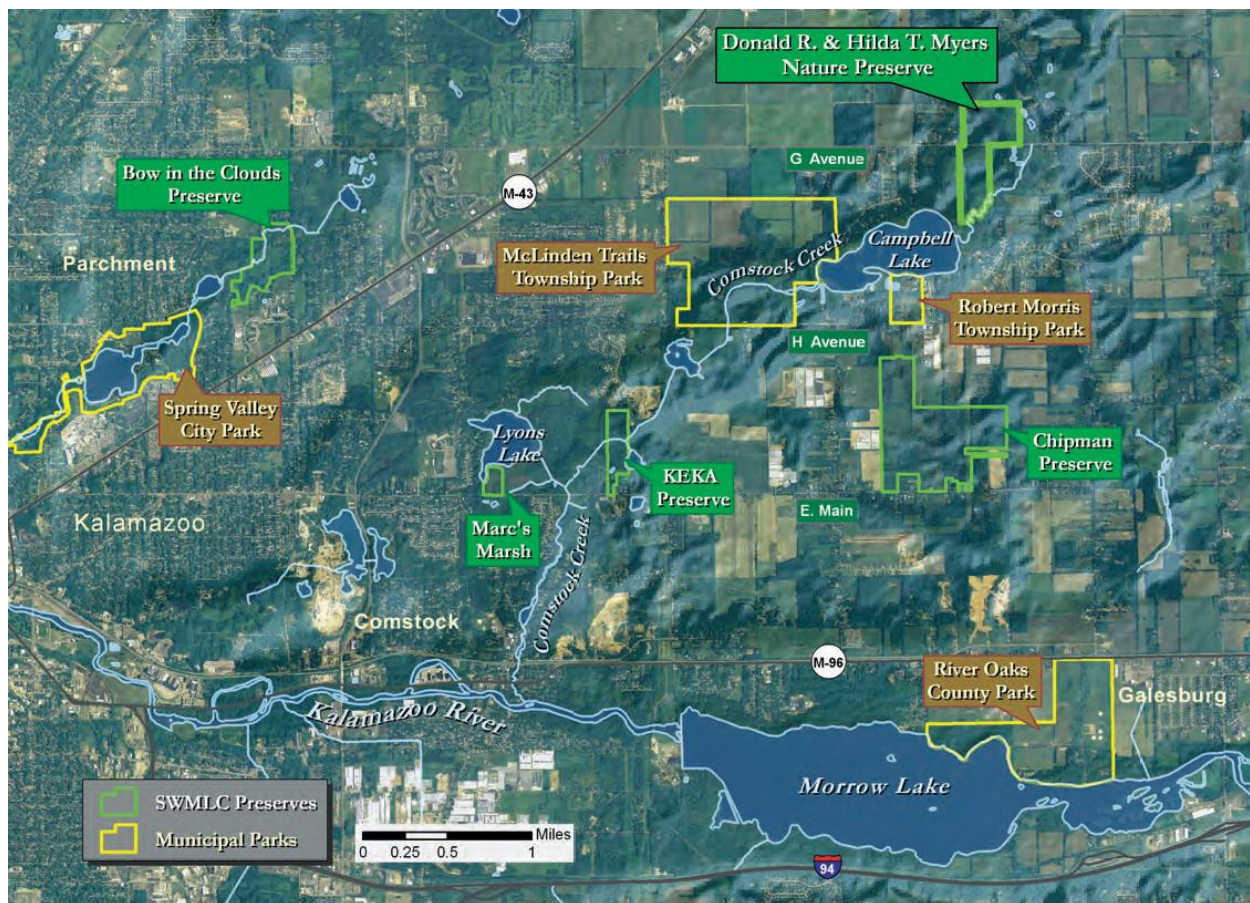 Donald R. & Hilda T. Myers
Nature Preserve
G Avenue
Bow in the Clouds
Preserve
M-43
Parchment
McLinden Trails
Township Park
Comstock Creek
Campbell
Lake
Robert Morris
Township Park
H Avenue
Spring Valley
City Park
Lyons
Lake
KEKA
Preserve
Chipman
Preserve
E. Main
Marc's
Marsh
Kalamazoo
Comstock Creek
Comstock
M-96
River Oaks
County Park
Galesburg
Kalamazoo River
Morrow Lake
SWMLC Preserves
Municipal Parks
Miles
0 0.25 0.5 1
94